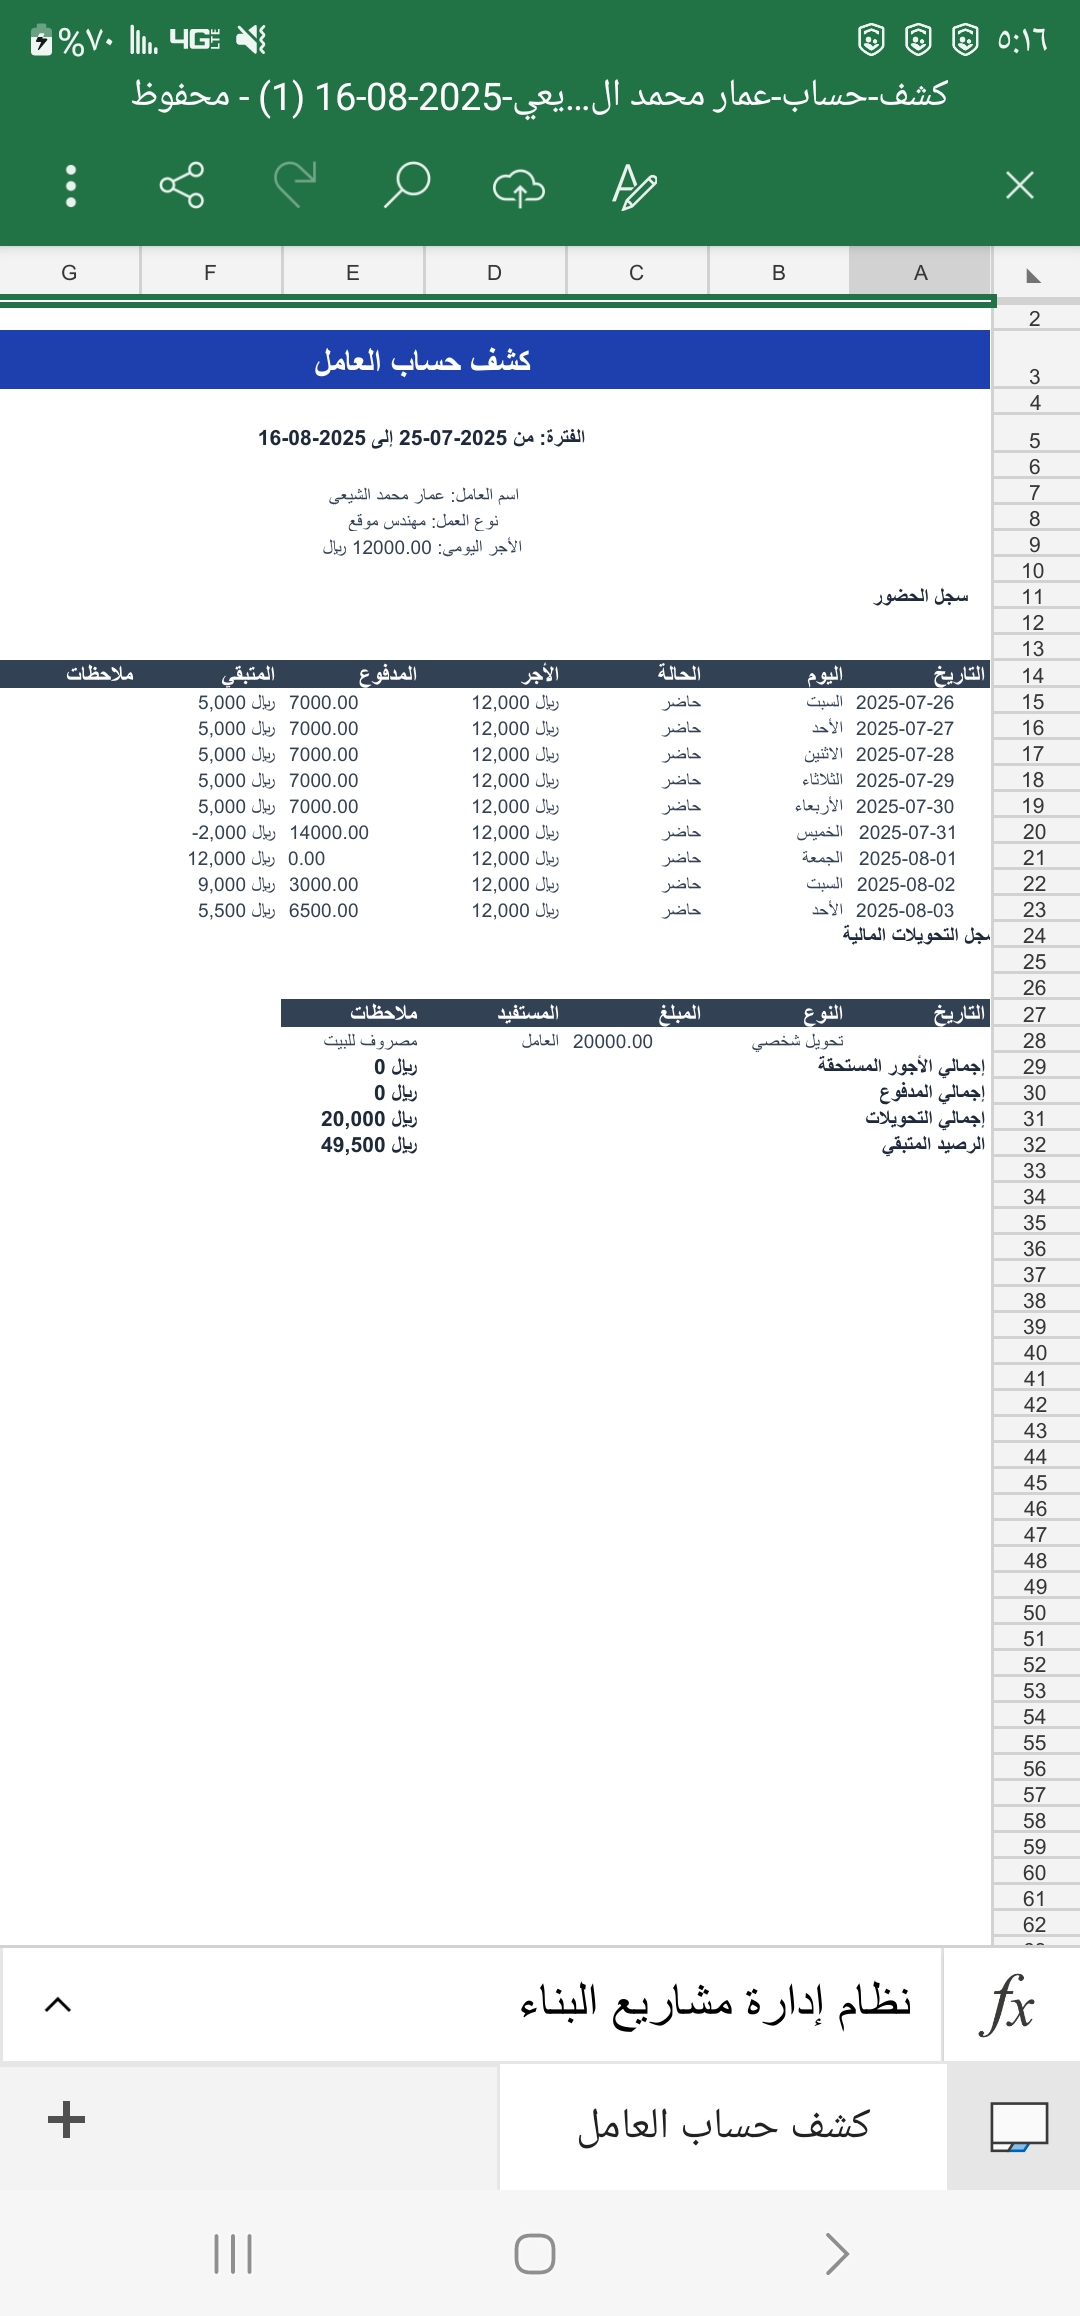 ٥:١٦ 4G LTE %٧٠
كشف-حساب-عمار محمد ال...يعي-2025-08-16 (1) - محفوظ
A B C D E F G
2
3 كشف حساب العامل
4
5 الفترة: من 2025-07-25 إلى 2025-08-16
6
7 اسم العامل: عمار محمد الشيعي
8 نوع العمل: مهندس موقع
9 الأجر اليومي: 12000.00 ريال
10
11 سجل الحضور
12
13
14 التاريخ اليوم الحالة الأجر المدفوع المتبقي ملاحظات
15 2025-07-26 السبت حاضر 12,000 ريال 7000.00 5,000 ريال
16 2025-07-27 الأحد حاضر 12,000 ريال 7000.00 5,000 ريال
17 2025-07-28 الاثنين حاضر 12,000 ريال 7000.00 5,000 ريال
18 2025-07-29 الثلاثاء حاضر 12,000 ريال 7000.00 5,000 ريال
19 2025-07-30 الأربعاء حاضر 12,000 ريال 7000.00 5,000 ريال
20 2025-07-31 الخميس حاضر 12,000 ريال 14000.00 -2,000 ريال
21 2025-08-01 الجمعة حاضر 12,000 ريال 0.00 12,000 ريال
22 2025-08-02 السبت حاضر 12,000 ريال 3000.00 9,000 ريال
23 2025-08-03 الأحد حاضر 12,000 ريال 6500.00 5,500 ريال
24 سجل التحويلات المالية
25
26
27 التاريخ النوع المبلغ المستفيد ملاحظات
28 تحويل شخصي 20000.00 العامل مصروف للبيت
29 إجمالي الأجور المستحقة 0 ريال
30 إجمالي المدفوع 0 ريال
31 إجمالي التحويلات 20,000 ريال
32 الرصيد المتبقي 49,500 ريال
33
34
35
36
37
38
39
40
41
42
43
44
45
46
47
48
49
50
51
52
53
54
55
56
57
58
59
60
61
62
fx نظام إدارة مشاريع البناء
كشف حساب العامل